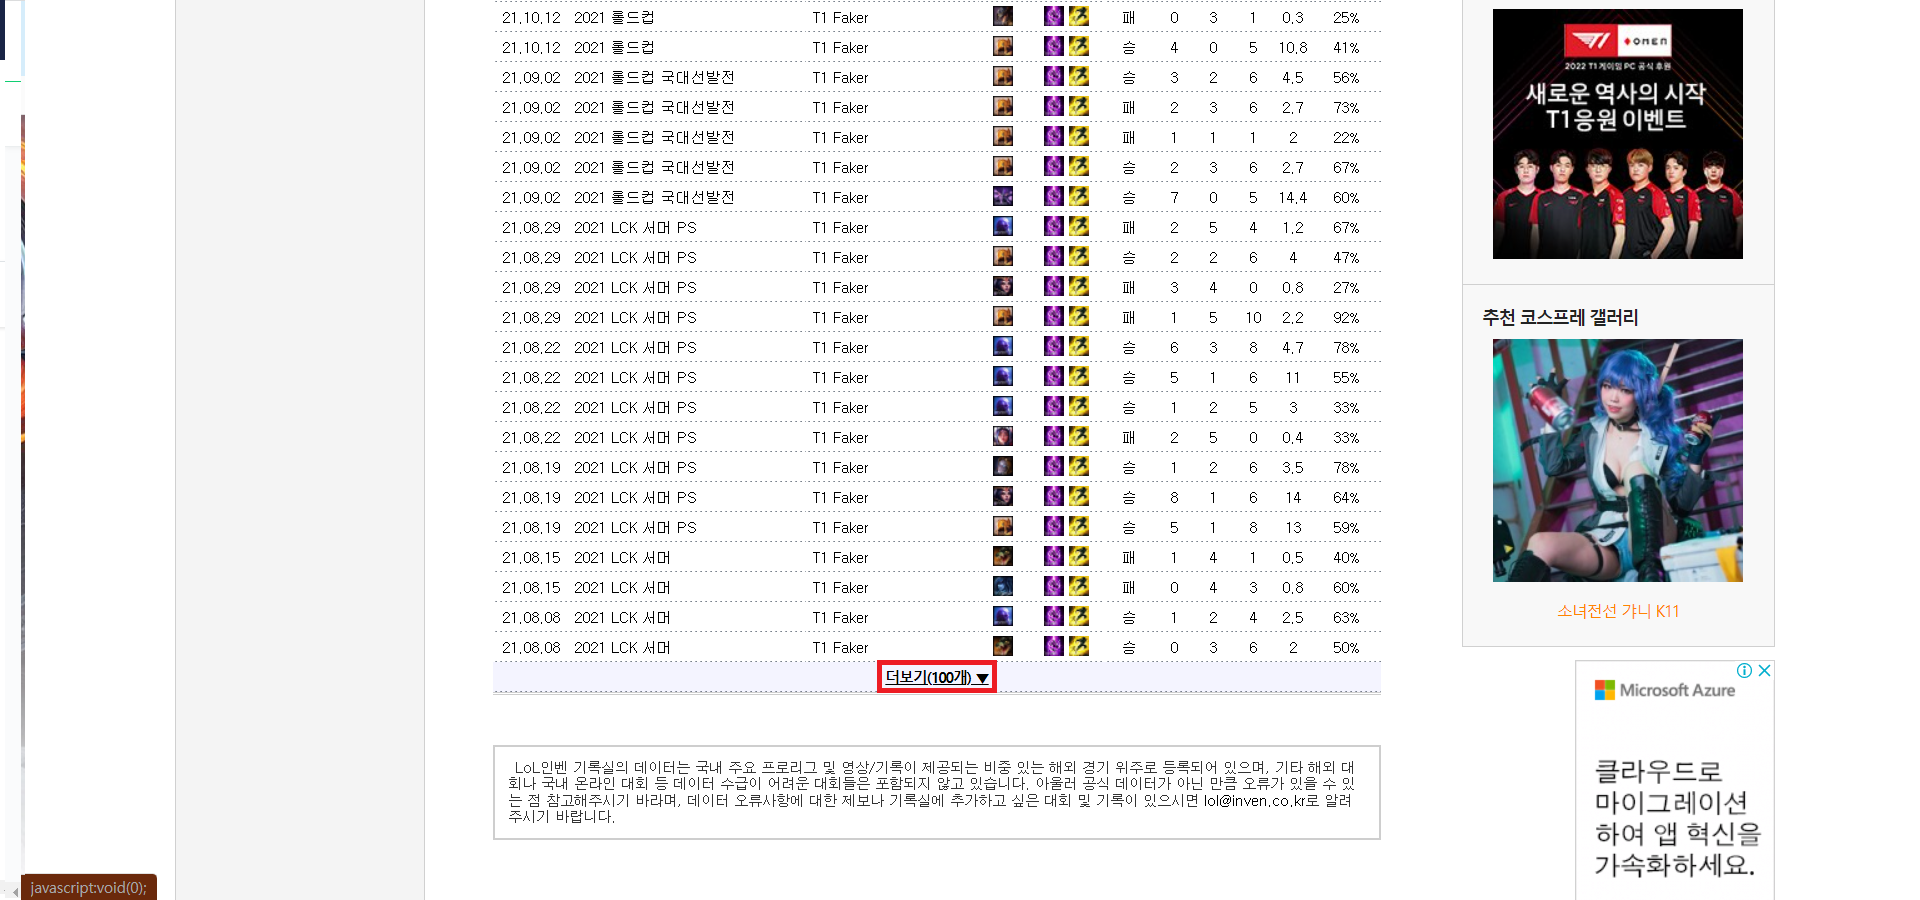 21.10.12 2021 롤드컵 T1 Faker 패 0 3 1 0.3 25%
21.10.12 2021 롤드컵 T1 Faker 승 4 0 5 10.8 41%
21.09.02 2021 롤드컵 국대선발전 T1 Faker 승 3 2 6 4.5 56%
21.09.02 2021 롤드컵 국대선발전 T1 Faker 패 2 3 6 2.7 73%
21.09.02 2021 롤드컵 국대선발전 T1 Faker 패 1 1 1 2 22%
21.09.02 2021 롤드컵 국대선발전 T1 Faker 승 2 3 6 2.7 67%
21.09.02 2021 롤드컵 국대선발전 T1 Faker 승 7 0 5 14.4 60%
21.08.29 2021 LCK 서머 PS T1 Faker 패 2 5 4 1.2 67%
21.08.29 2021 LCK 서머 PS T1 Faker 승 2 2 6 4 47%
21.08.29 2021 LCK 서머 PS T1 Faker 패 3 4 0 0.8 27%
21.08.29 2021 LCK 서머 PS T1 Faker 패 1 5 10 2.2 92%
21.08.22 2021 LCK 서머 PS T1 Faker 승 6 3 8 4.7 78%
21.08.22 2021 LCK 서머 PS T1 Faker 승 5 1 6 11 55%
21.08.22 2021 LCK 서머 PS T1 Faker 승 1 2 5 3 33%
21.08.22 2021 LCK 서머 PS T1 Faker 패 2 5 0 0.4 33%
21.08.19 2021 LCK 서머 PS T1 Faker 승 1 2 6 3.5 78%
21.08.19 2021 LCK 서머 PS T1 Faker 승 8 1 6 14 64%
21.08.19 2021 LCK 서머 PS T1 Faker 승 5 1 8 13 59%
21.08.15 2021 LCK 서머 T1 Faker 패 1 4 1 0.5 40%
21.08.15 2021 LCK 서머 T1 Faker 패 0 4 3 0.8 60%
21.08.08 2021 LCK 서머 T1 Faker 승 1 2 4 2.5 63%
21.08.08 2021 LCK 서머 T1 Faker 승 0 3 6 2 50%
더보기(100개) ▼
LoL인벤 기록실의 데이터는 국내 주요 프로리그 및 영상/기록이 제공되는 비중 있는 해외 경기 위주로 등록되어 있으며, 기타 해외 대
회나 국내 온라인 대회 등 데이터 수급이 어려운 대회들은 포함되지 않고 있습니다. 아울러 공식 데이터가 아닌 만큼 오류가 있을 수 있
는 점 참고해주시기 바라며, 데이터 오류사항에 대한 제보나 기록실에 추가하고 싶은 대회 및 기록이 있으시면 lol@inven.co.kr로 알려
주시기 바랍니다.
T1 OMEN
2022 T1 게이밍 PC 공식 후원
새로운 역사의 시작
T1 응원 이벤트
추천 코스프레 갤러리
소녀전선 갸니 K11
Microsoft Azure
클라우드로
마이그레이션
하여 앱 혁신을
가속화하세요.
javascript:void(0);